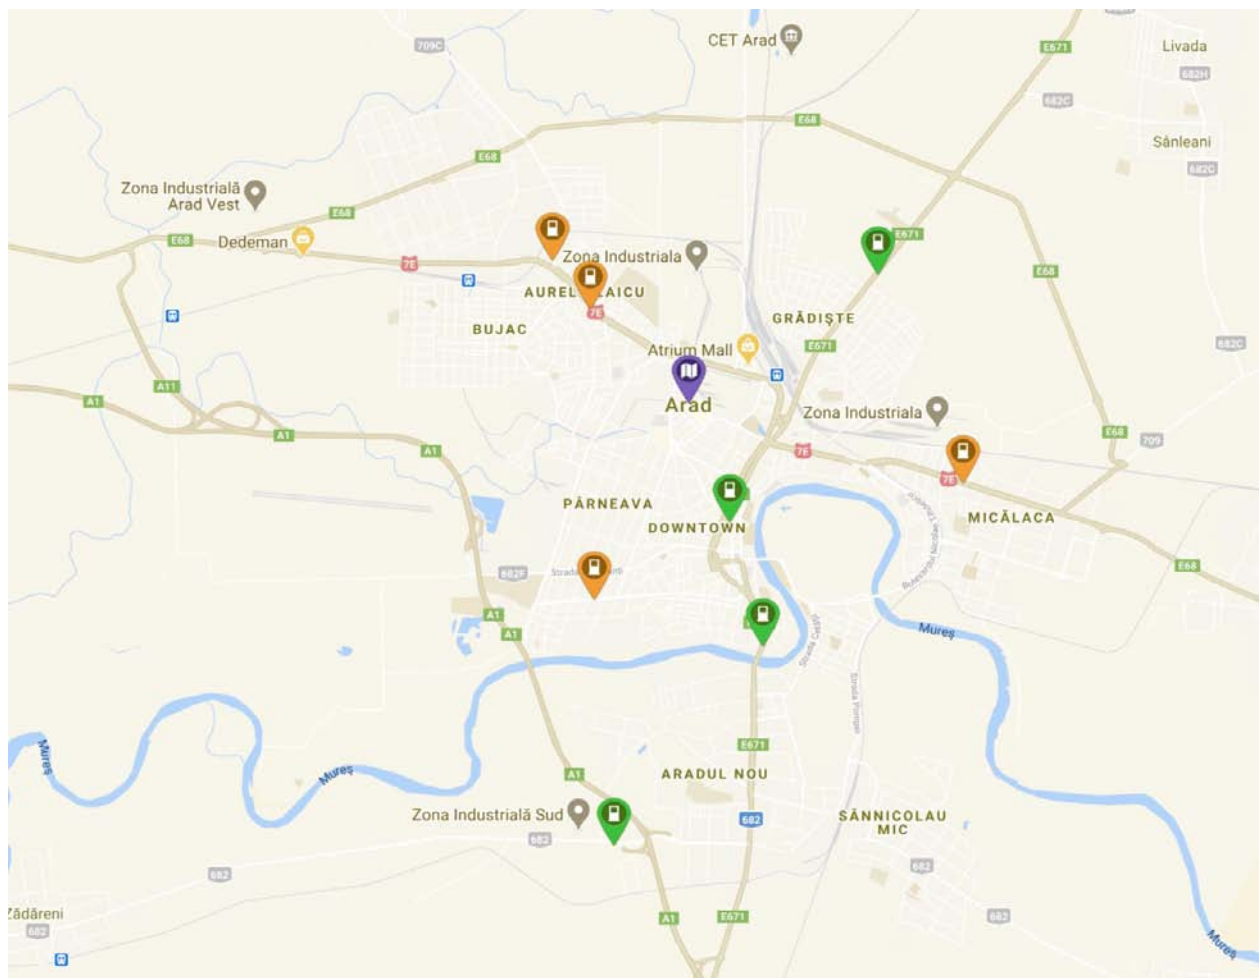 709C
CET Arad
E671
Livada
682H
682C
E68
Sânleani
E68
682C
Zona Industrială
Arad Vest
E68
E68
Dedeman
7E
Zona Industriala
E671
E68
7E
BUJAC
GRĂDIȘTE
E671
Atrium Mall
682C
A11
A1
Arad
Zona Industriala
A1
E68
709
A1
7E
7E
PÂRNEAVA
DOWNTOWN
MICĂLACA
682F
Strada
E68
A1
A1
Mureș
E671
Mureș
Mureș
A1
ARADUL NOU
Zona Industrială Sud
682
SÂNNICOLAU
MIC
682
682
682
Zădăreni
682
A1
E671
682
Mureș